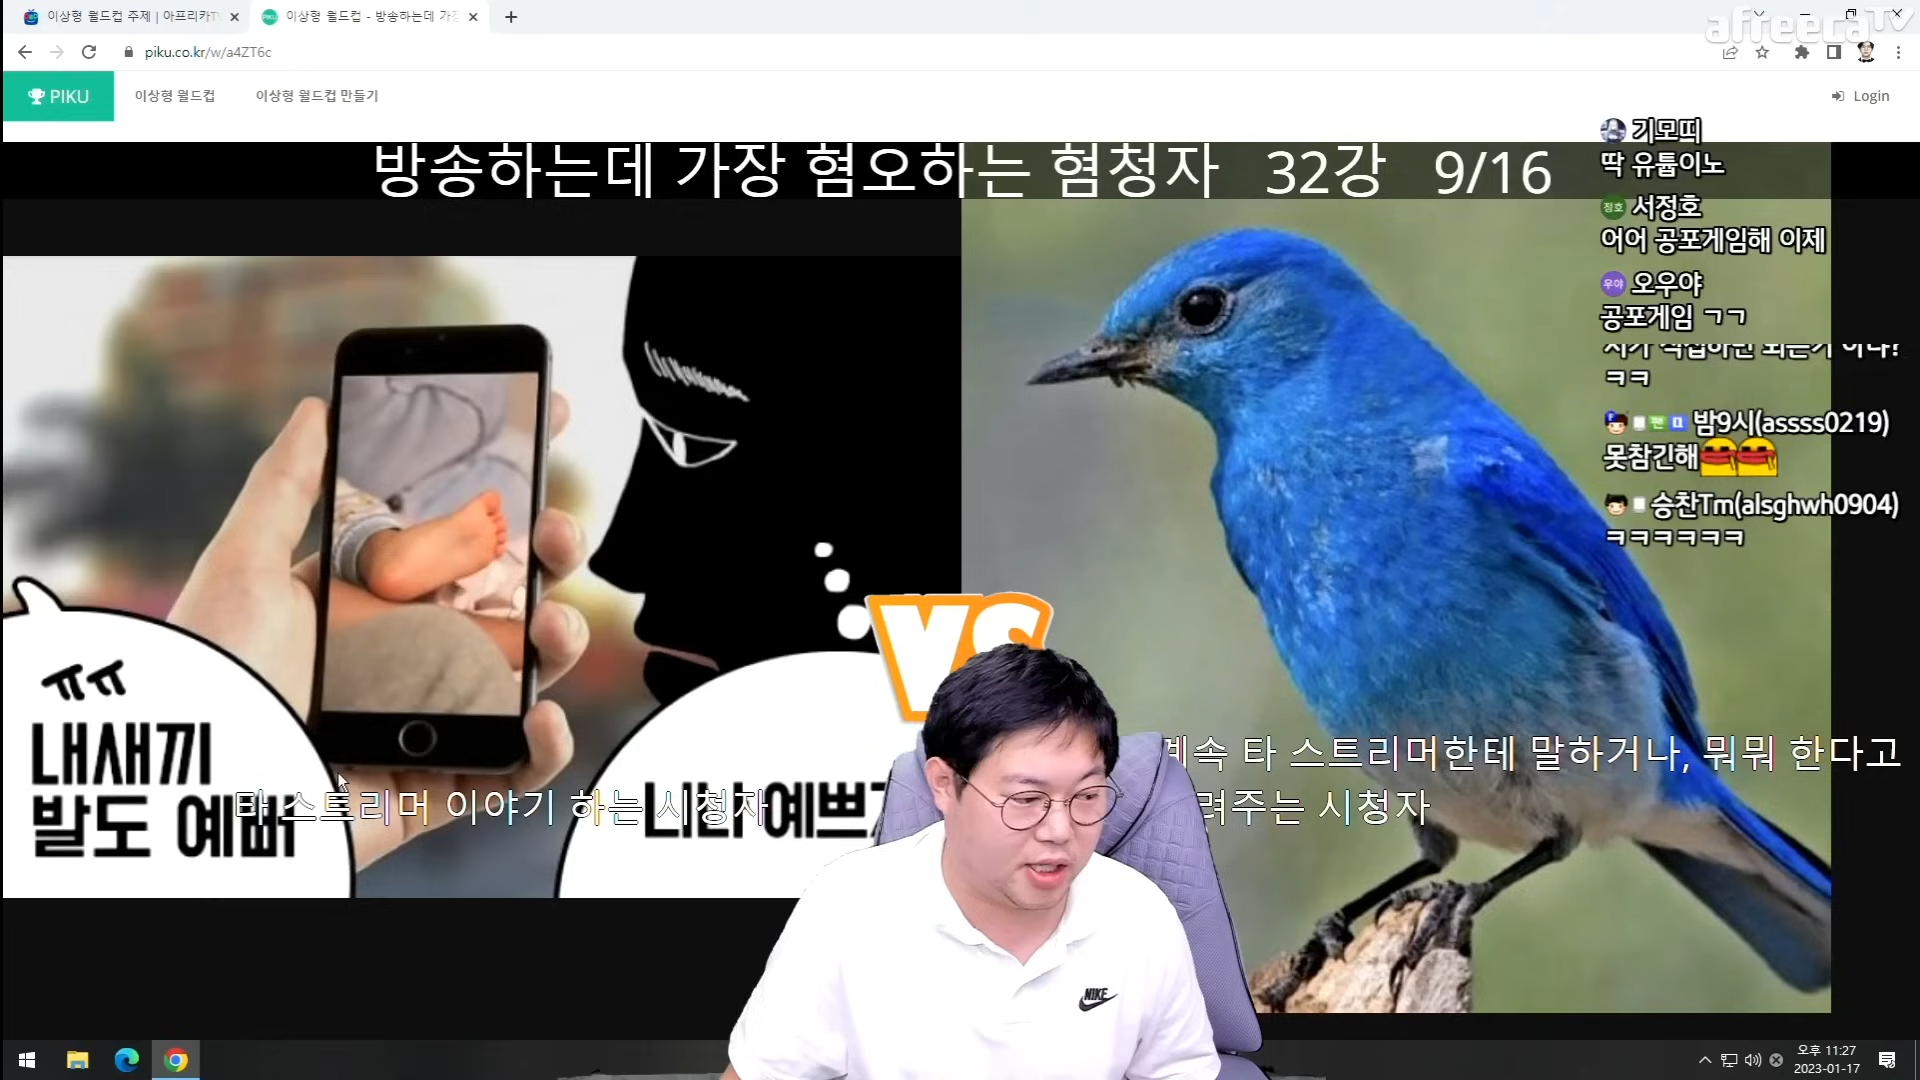 이상형 월드컵 주제 | 아프리카T
이상형 월드컵 - 방송하는데 가장
afreecaTV
piku.co.kr/w/a4ZT6c
PIKU
이상형 월드컵
이상형 월드컵 만들기
Login
방송하는데 가장 혐오하는 혐청자 32강 9/16
기모띠
딱 유튭이노
정호 서정호
어어 공포게임해 이제
우야 오우야
공포게임 ㄱㄱ
ㅋㅋ
팬 밤9시(assss0219)
못참긴해
승찬Tm(alsghwh0904)
ㅋㅋㅋㅋㅋㅋ
VS
ㅠㅠ
내새끼
발도 예뻐
타 스트리머 이야기 하는 시청자
계속 타 스트리머한테 말하거나, 뭐뭐 한다고
려주는 시청자
NIKE
오후 11:27
2023-01-17